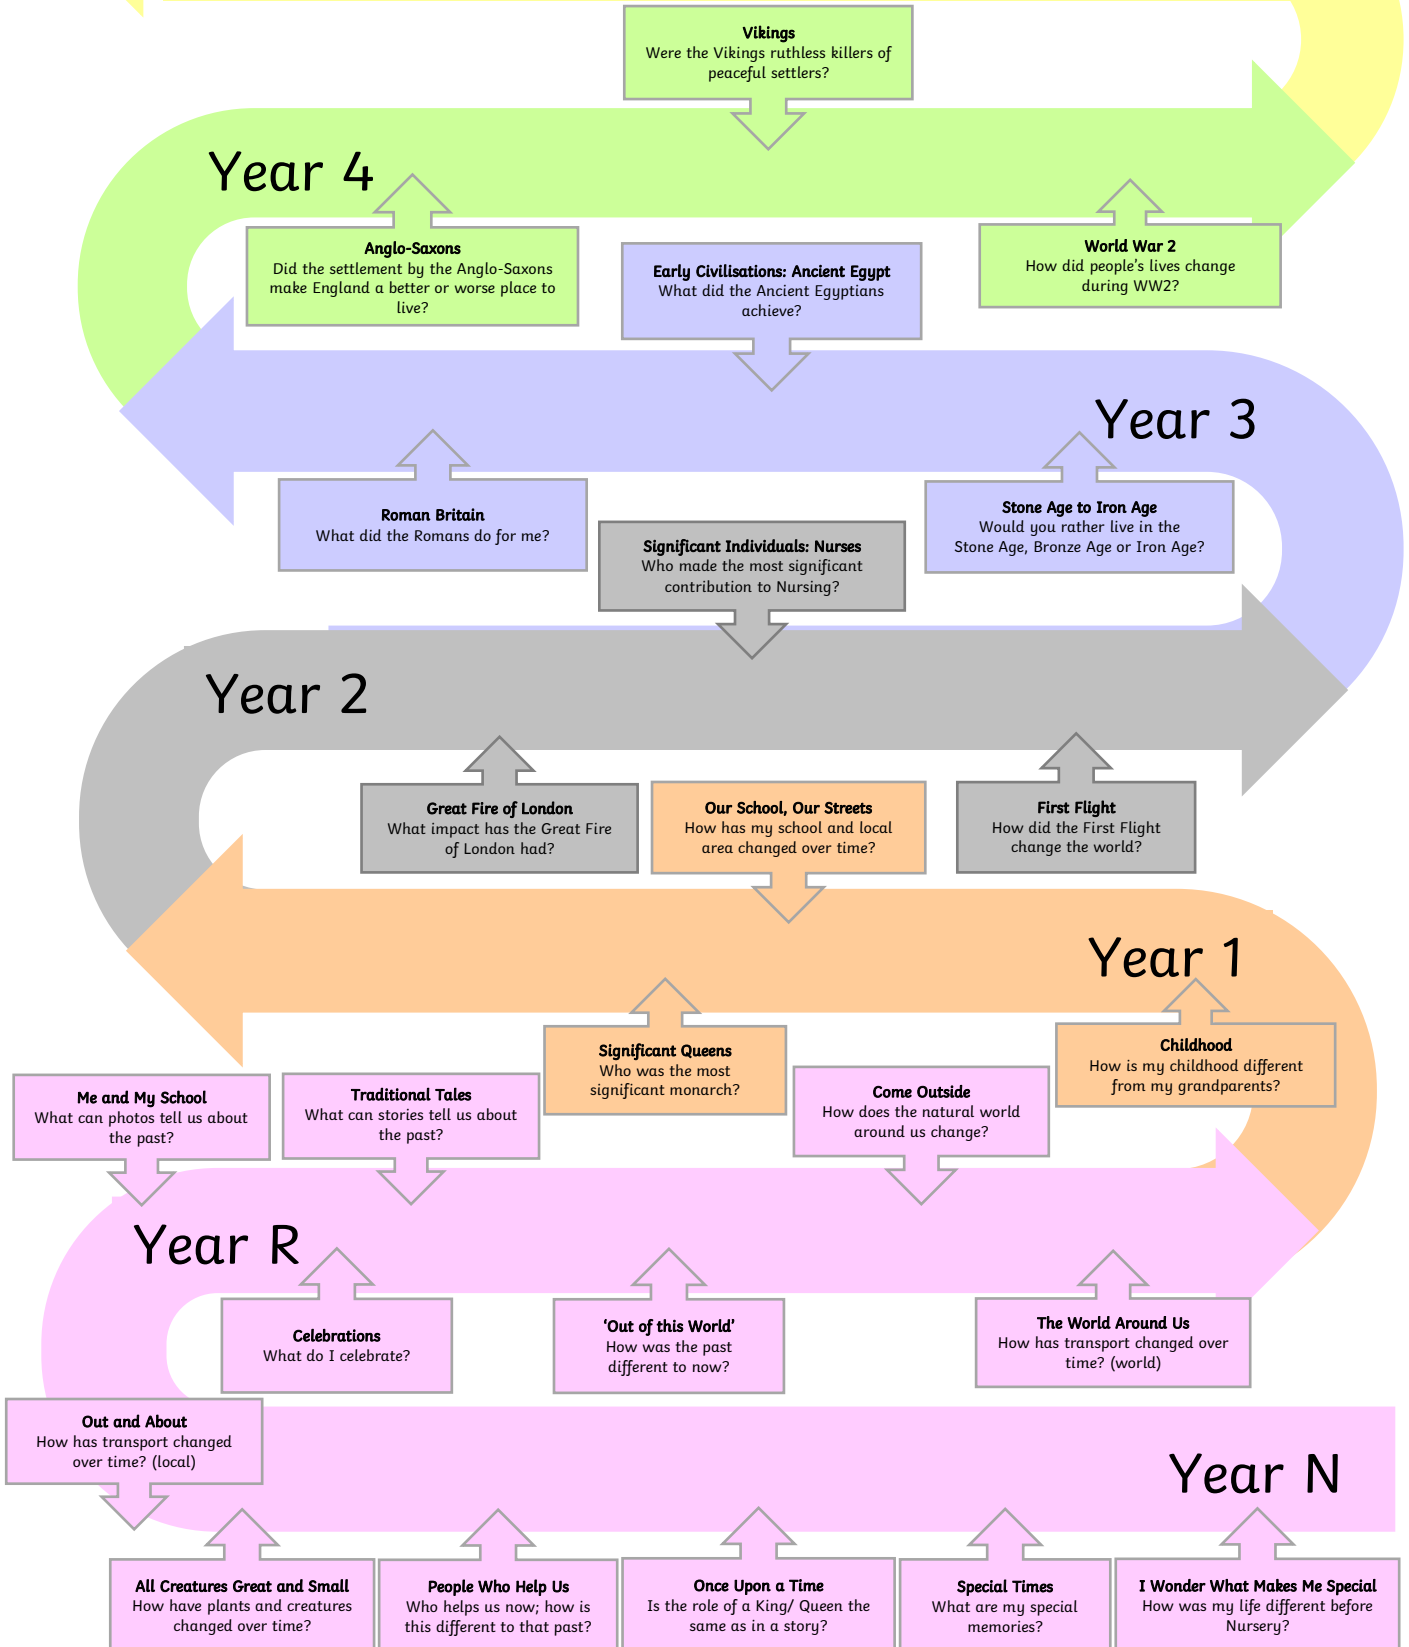 Vikings
Were the Vikings ruthless killers of
peaceful settlers?
Year 4
Anglo-Saxons
Did the settlement by the Anglo-Saxons
make England a better or worse place to
live?
World War 2
How did people's lives change
during WW2?
Early Civilisations: Ancient Egypt
What did the Ancient Egyptians
achieve?
Year 3
Roman Britain
What did the Romans do for me?
Stone Age to Iron Age
Would you rather live in the
Stone Age, Bronze Age or Iron Age?
Significant Individuals: Nurses
Who made the most significant
contribution to Nursing?
Year 2
Great Fire of London
What impact has the Great Fire
of London had?
Our School, Our Streets
How has my school and local
area changed over time?
First Flight
How did the First Flight
change the world?
Year 1
Significant Queens
Who was the most
significant monarch?
Childhood
How is my childhood different
from my grandparents?
Me and My School
What can photos tell us about
the past?
Traditional Tales
What can stories tell us about
the past?
Come Outside
How does the natural world
around us change?
Year R
Celebrations
What do I celebrate?
‘Out of this World’
How was the past
different to now?
The World Around Us
How has transport changed over
time? (world)
Out and About
How has transport changed
over time? (local)
Year N
All Creatures Great and Small
How have plants and creatures
changed over time?
People Who Help Us
Who helps us now; how is
this different to that past?
Once Upon a Time
Is the role of a King/ Queen the
same as in a story?
Special Times
What are my special
memories?
I Wonder What Makes Me Special
How was my life different before
Nursery?